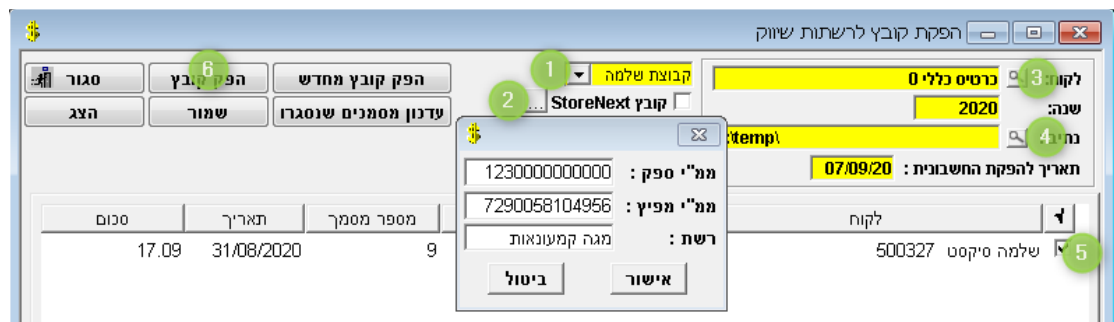 הפקת קובץ לרשתות שיווק
לקוח: 3 כרטיס כללי 0
שנה: 2020
4 temp\
תאריך להפקת החשבונית : 07/09/20
1 קבוצת שלמה
קובץ StoreNext ... 2
הפק קובץ מחדש
הפק קובץ 6
סגור
עדכון מסמכים שנסגרו
שמור
הצג
ממ"י ספק : 1230000000000
ממ"י מפיץ : 7290058104956
רשת : מגה קמעונאות
אישור
ביטול
לקוח
מספר מסמך
תאריך
סכום
5 שלמה סיקסט 500327
9
31/08/2020
17.09